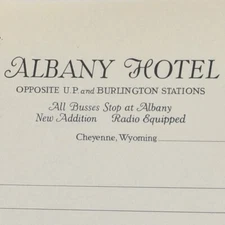 ALBANY HOTEL
OPPOSITE U.P. and BURLINGTON STATIONS
All Busses Stop at Albany
New Addition Radio Equipped
Cheyenne, Wyoming